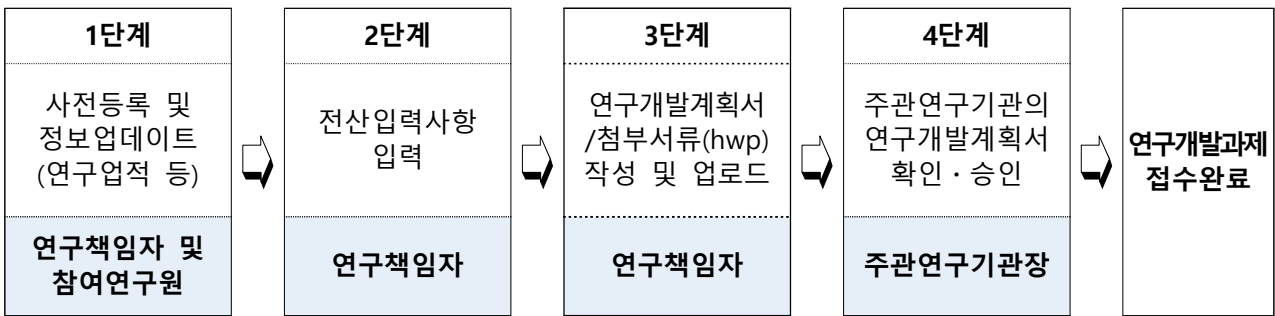 1단계
사전등록 및
정보업데이트
(연구업적 등)
연구책임자 및
참여연구원
2단계
전산입력사항
입력
연구책임자
3단계
연구개발계획서
/첨부서류(hwp)
작성 및 업로드
연구책임자
4단계
주관연구기관의
연구개발계획서
확인·승인
주관연구기관장
연구개발과제
접수완료